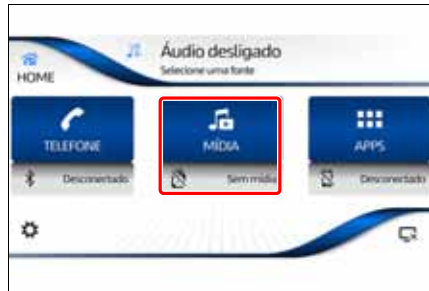 Áudio desligado
Selecione uma fonte
HOME
TELEFONE
MÍDIA
APPS
Desconectado
Sem mídia
Desconectado